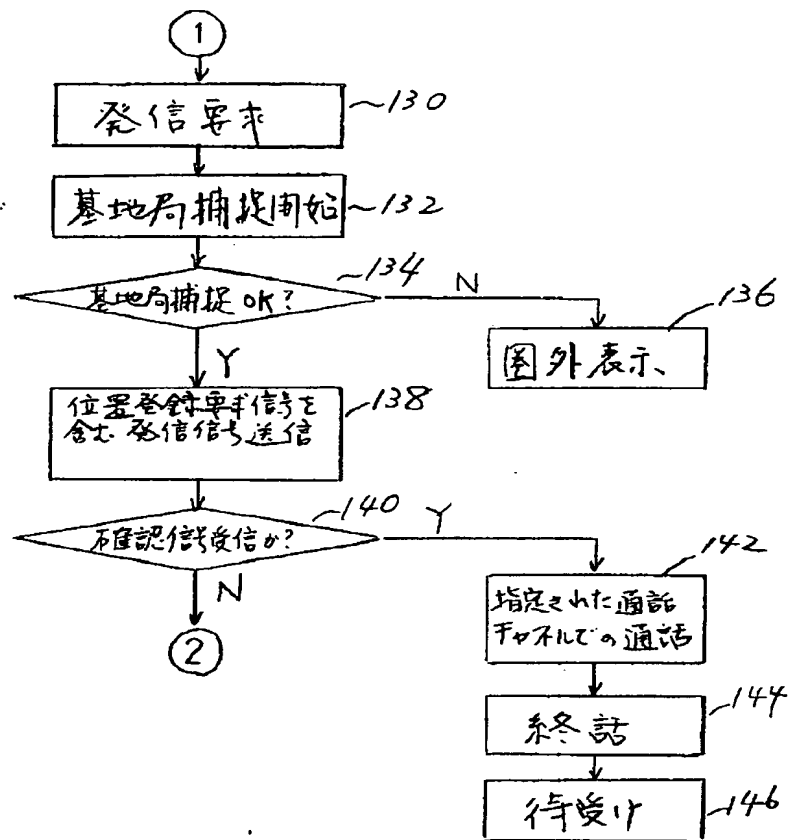 1
発信要求
~130
基地局捕捉開始
~132
基地局捕捉OK?
134
N
136
圏外表示
Y
位置登録要求信号を
含む発信信号送信
138
確認信号受信か?
140
Y
142
指定された通話
チャネルでの通話
N
2
終話
144
待受け
146